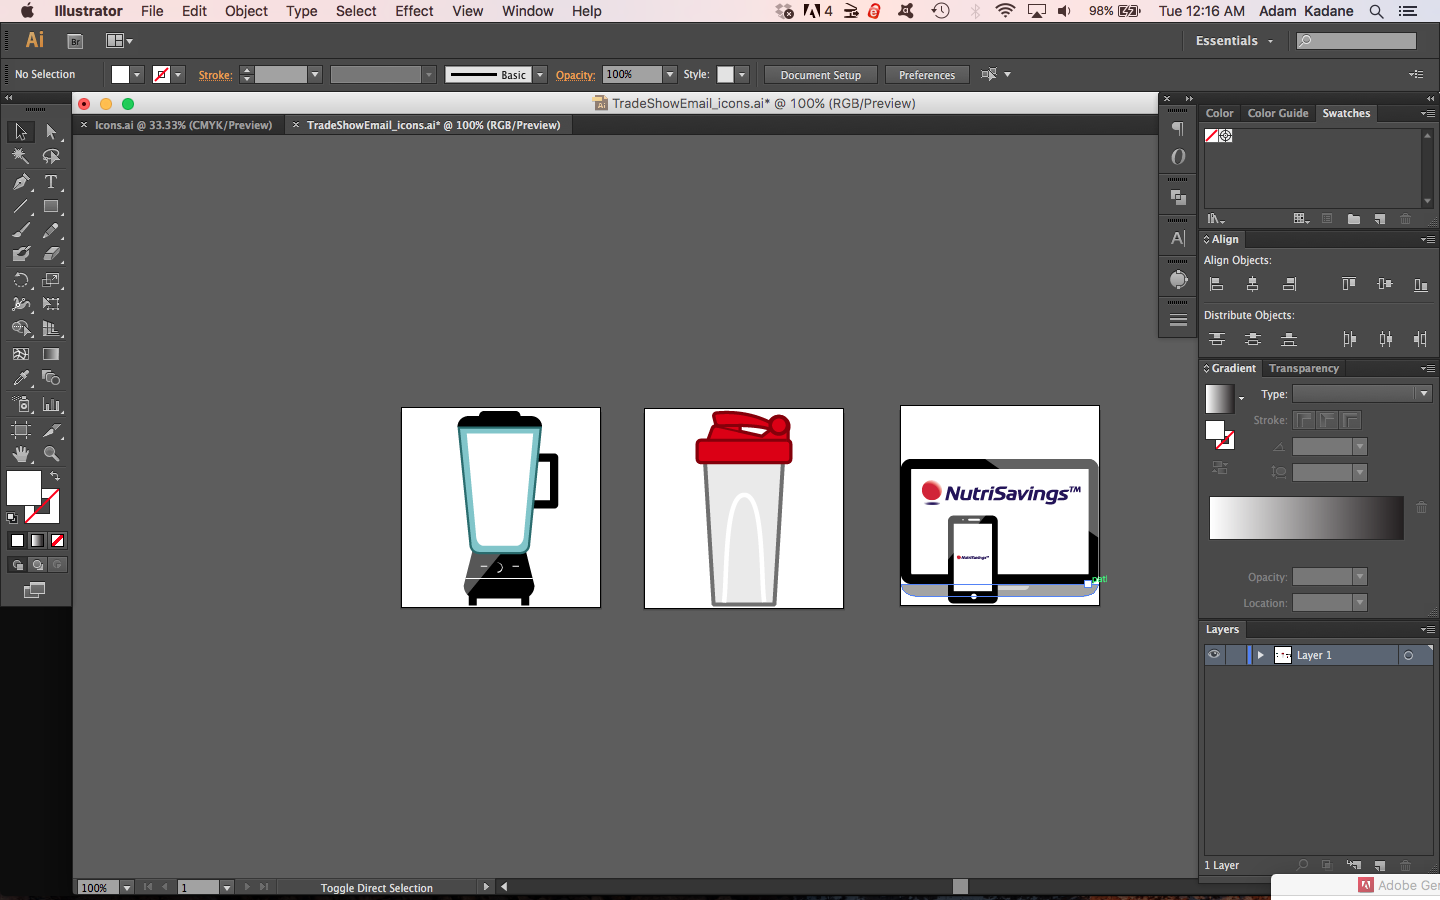 Illustrator File Edit Object Type Select Effect View Window Help 4 98% Tue 12:16 AM Adam Kadane
Ai Br Essentials
No Selection Stroke: Basic Opacity: 100% Style: Document Setup Preferences
TradeShowEmail_icons.ai* @ 100% (RGB/Preview)
Icons.ai @ 33.33% (CMYK/Preview) TradeShowEmail_icons.ai* @ 100% (RGB/Preview)
Color Color Guide Swatches
Align
Align Objects:
Distribute Objects:
Gradient Transparency
Type:
Stroke:
NutriSavings™
NutriSavings™
Opacity:
Location:
Layers
Layer 1
1 Layer
100% 1 Toggle Direct Selection
Adobe Ge